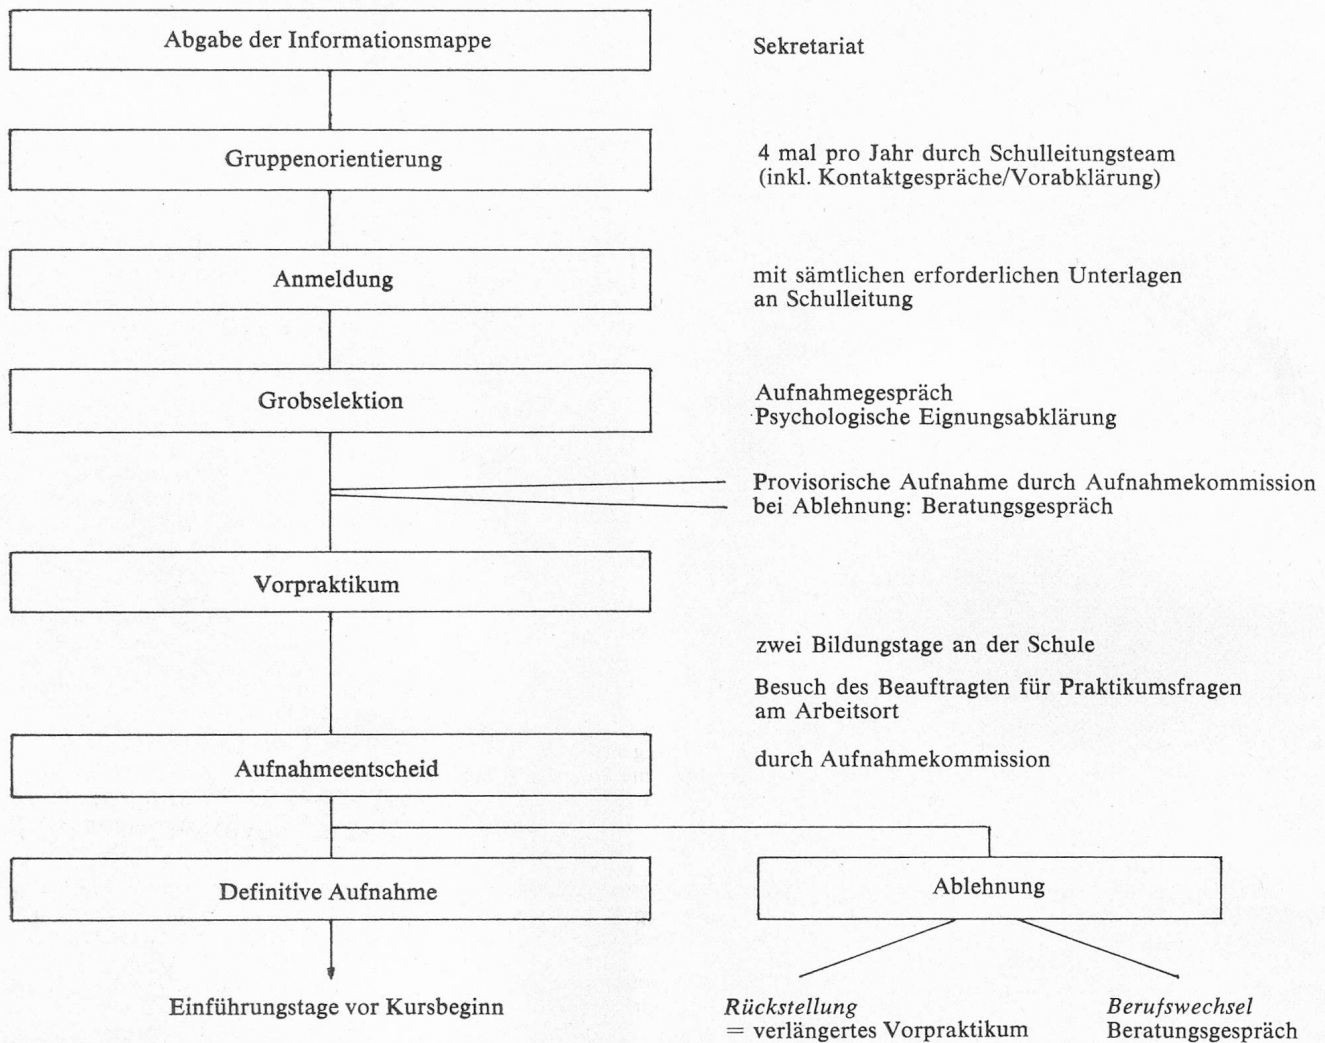 Abgabe der Informationsmappe
Sekretariat
Gruppenorientierung
4 mal pro Jahr durch Schulleitungsteam
(inkl. Kontaktgespräche/Vorabklärung)
Anmeldung
mit sämtlichen erforderlichen Unterlagen
an Schulleitung
Grobselektion
Aufnahmegespräch
Psychologische Eignungsabklärung
Provisorische Aufnahme durch Aufnahmekommission
bei Ablehnung: Beratungsgespräch
Vorpraktikum
zwei Bildungstage an der Schule
Besuch des Beauftragten für Praktikumsfragen
am Arbeitsort
Aufnahmeentscheid
durch Aufnahmekommission
Definitive Aufnahme
Ablehnung
Einführungstage vor Kursbeginn
Rückstellung
= verlängertes Vorpraktikum
Berufswechsel
Beratungsgespräch